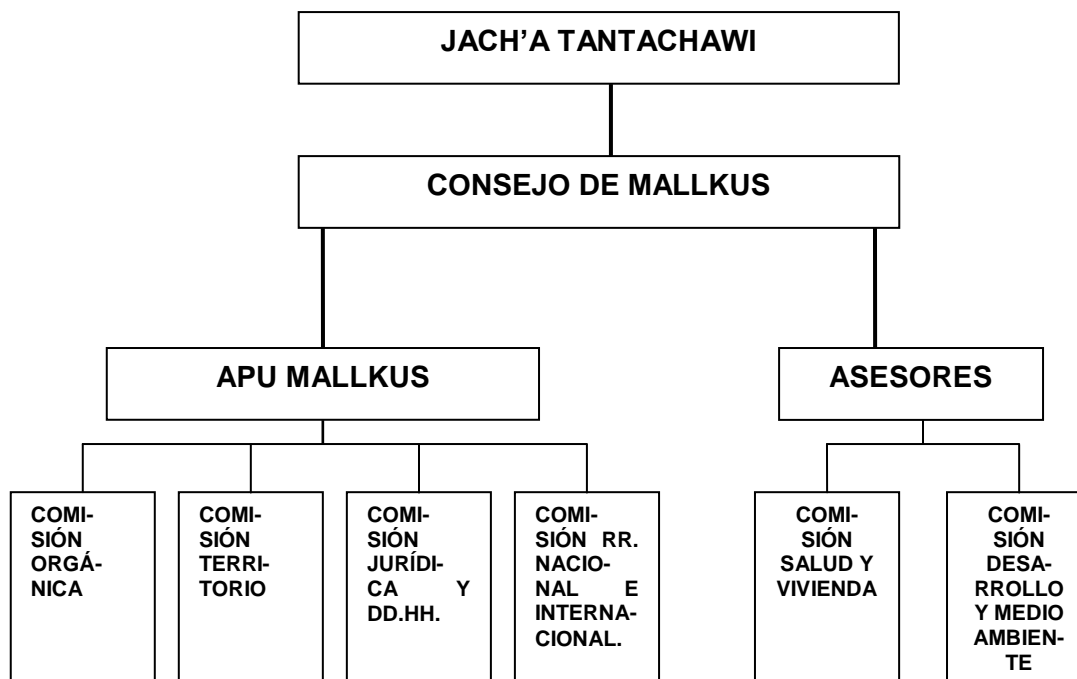 JACH’A TANTACHAWI
CONSEJO DE MALLKUS
APU MALLKUS
ASESORES
COMI-
SIÓN
ORGÁ-
NICA
COMI-
SIÓN
TERRI-
TORIO
COMI-
SIÓN
JURÍDI-
CA Y
DD.HH.
COMI-
SIÓN RR.
NACIO-
NAL E
INTERNA-
CIONAL.
COMI-
SIÓN
SALUD Y
VIVIENDA
COMI-
SIÓN
DESA-
RROLLO
Y MEDIO
AMBIEN-
TE